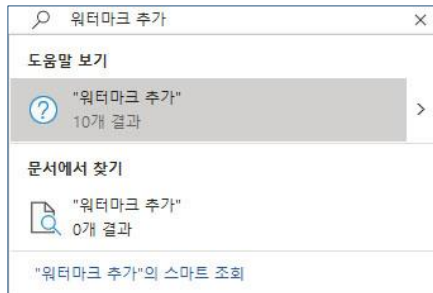 워터마크 추가
도움말 보기
"워터마크 추가"
10개 결과
문서에서 찾기
"워터마크 추가"
0개 결과
"워터마크 추가"의 스마트 조회